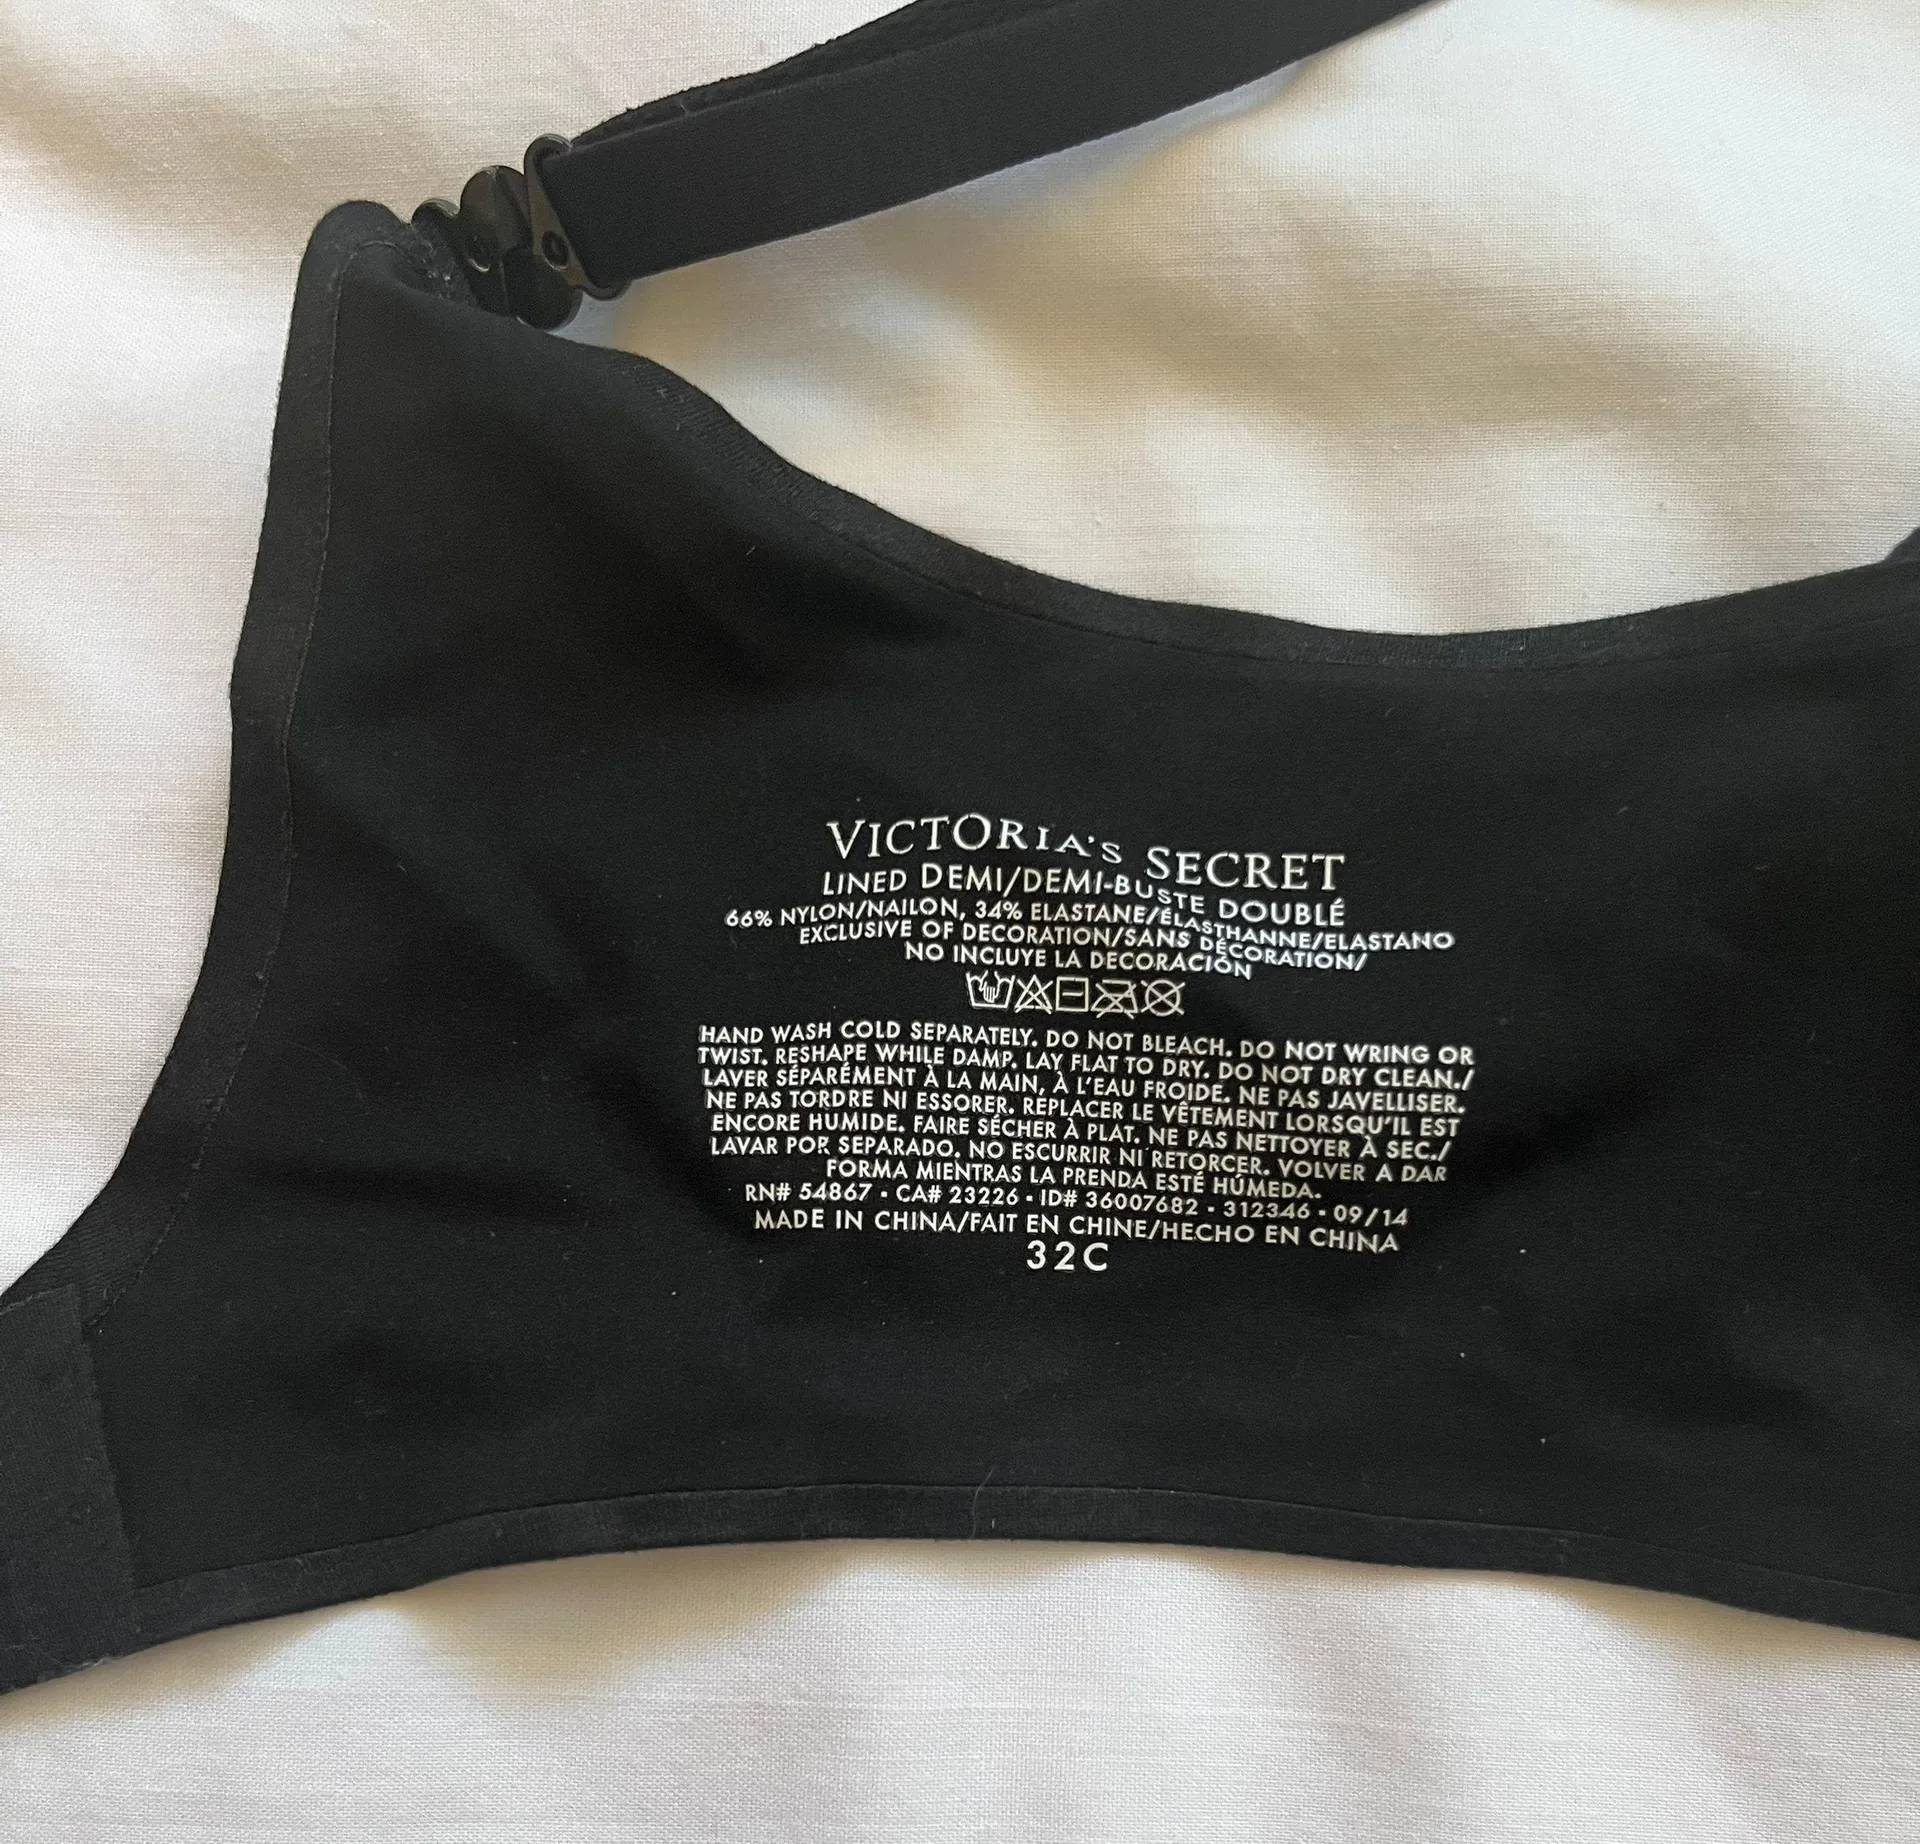 VICTORIA'S SECRET
LINED DEMI/DEMI-BUSTE DOUBLÉ
66% NYLON/NAILON, 34% ELASTANE/ÉLASTHANNE/ELASTANO
EXCLUSIVE OF DECORATION/SANS DÉCORATION/
NO INCLUYE LA DECORACIÓN
HAND WASH COLD SEPARATELY. DO NOT BLEACH. DO NOT WRING OR
TWIST. RESHAPE WHILE DAMP. LAY FLAT TO DRY. DO NOT DRY CLEAN./
LAVER SÉPARÉMENT À LA MAIN, À L'EAU FROIDE. NE PAS JAVELLISER.
NE PAS TORDRE NI ESSORER. REPLACER LE VÊTEMENT LORSQU'IL EST
ENCORE HUMIDE. FAIRE SÉCHER À PLAT. NE PAS NETTOYER À SEC./
LAVAR POR SEPARADO. NO ESCURRIR NI RETORCER. VOLVER A DAR
FORMA MIENTRAS LA PRENDA ESTÉ HÚMEDA.
RN# 54867 • CA# 23226 • ID# 36007682 • 312346 • 09/14
MADE IN CHINA/FAIT EN CHINE/HECHO EN CHINA
32C